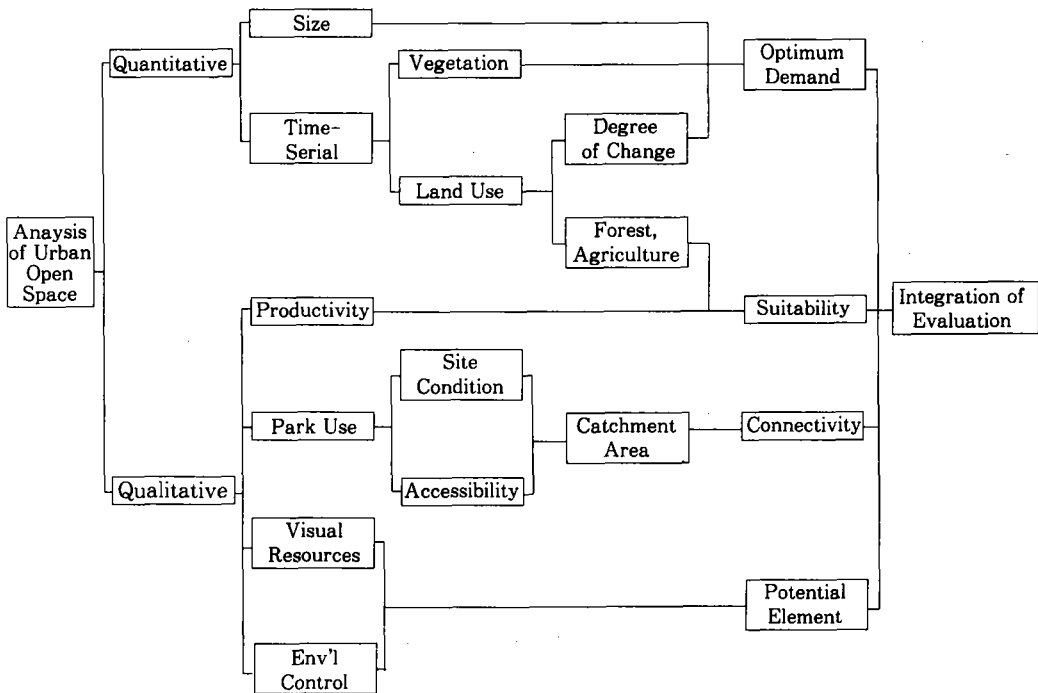 Size
Quantitative
Vegetation
Optimum
Demand
Time-
Serial
Degree
of Change
Land Use
Anaysis
of Urban
Open
Space
Forest,
Agriculture
Productivity
Suitability
Integration of
Evaluation
Site
Condition
Park Use
Catchment
Area
Connectivity
Qualitative
Accessibility
Visual
Resources
Potential
Element
Env'l
Control